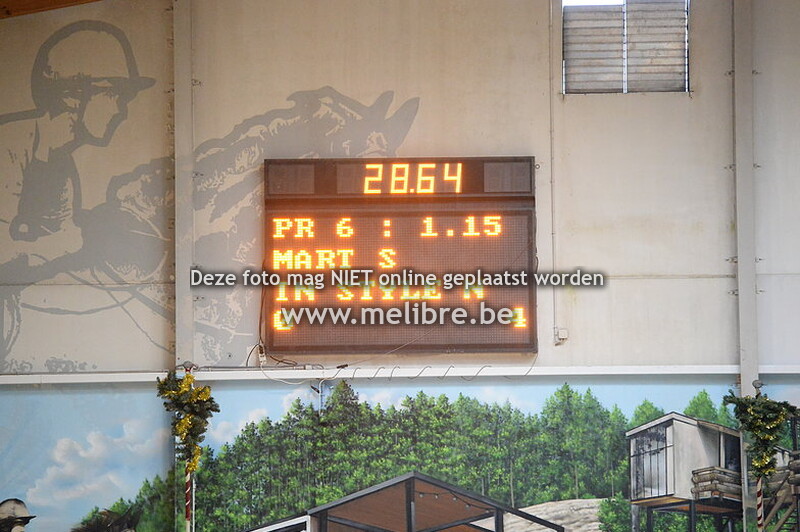 28.64
PR 6 : 1.15
MART S
Deze foto mag NIET online geplaatst worden
IN STYLE N
www.melibre.be
4